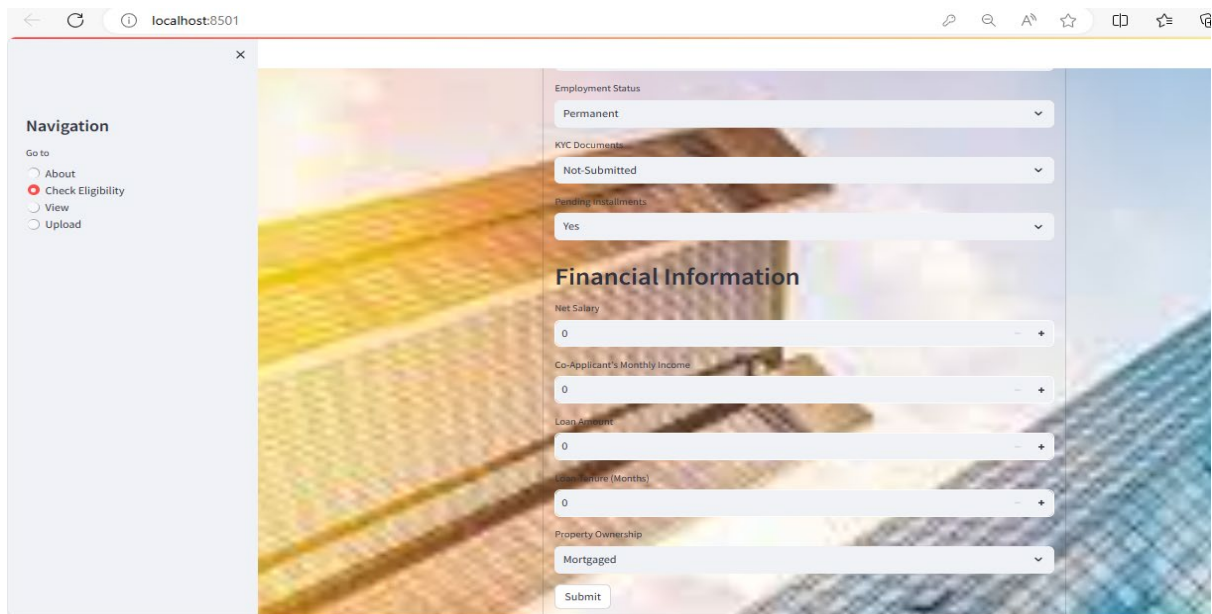 localhost:8501
Navigation
Go to
About
Check Eligibility
View
Upload
Employment Status
Permanent
KYC Documents
Not-Submitted
Pending Installments
Yes
Financial Information
Net Salary
0
Co-Applicant's Monthly Income
0
Loan Amount
0
Loan Tenure (Months)
0
Property Ownership
Mortgaged
Submit